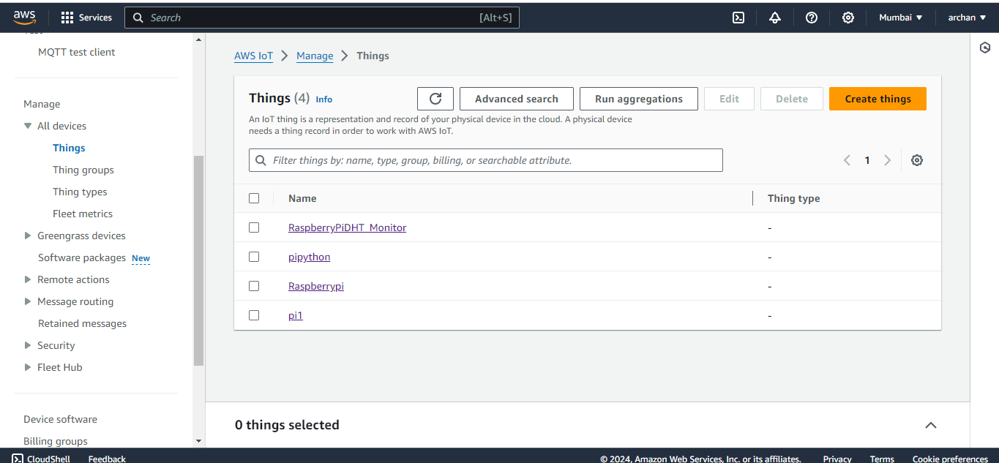 aws Services Search [Alt+S] Mumbai archan
MQTT test client
Manage
All devices
Things
Thing groups
Thing types
Fleet metrics
Greengrass devices
Software packages New
Remote actions
Message routing
Retained messages
Security
Fleet Hub
Device software
Billing groups
AWS IoT Manage Things
Things (4) Info Advanced search Run aggregations Edit Delete Create things
An IoT thing is a representation and record of your physical device in the cloud. A physical device
needs a thing record in order to work with AWS IoT.
Filter things by: name, type, group, billing, or searchable attribute. 1
Name Thing type
RaspberryPiDHT_Monitor -
pipython -
Raspberrypi -
pi1 -
0 things selected
CloudShell Feedback © 2024, Amazon Web Services, Inc. or its affiliates. Privacy Terms Cookie preferences